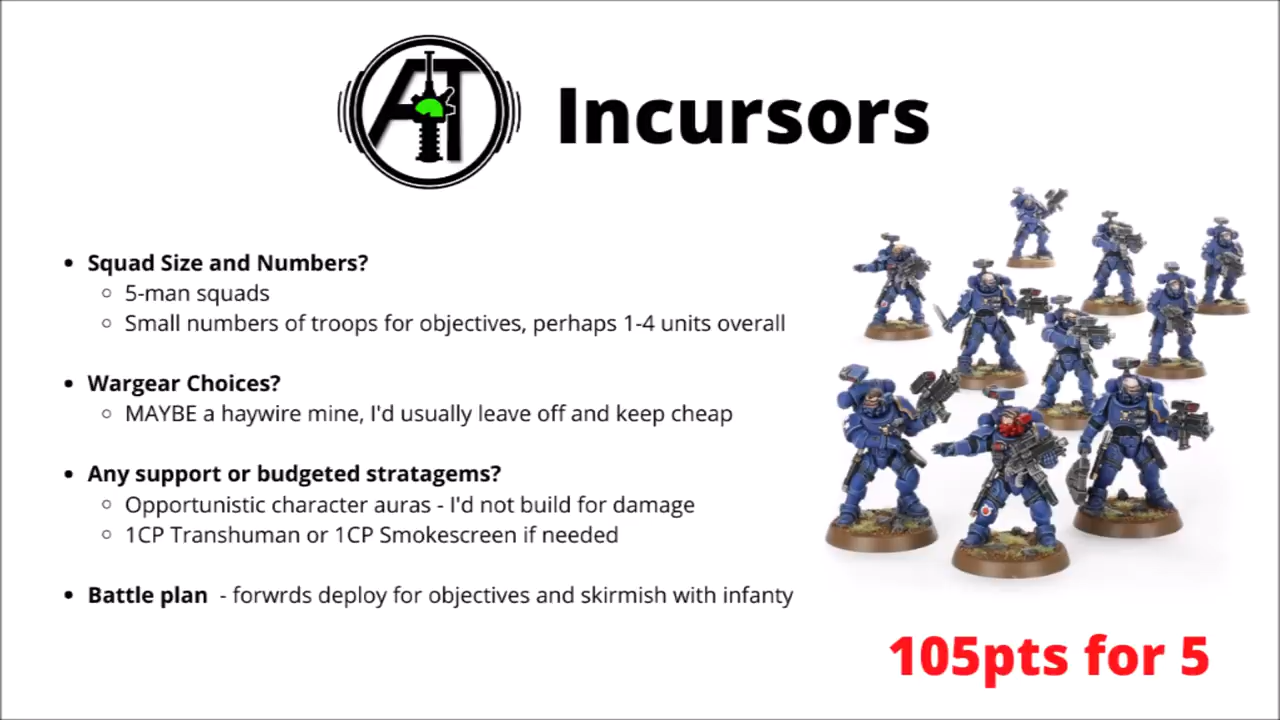 AT
Incursors
• Squad Size and Numbers?
○ 5-man squads
○ Small numbers of troops for objectives, perhaps 1-4 units overall
• Wargear Choices?
○ MAYBE a haywire mine, I'd usually leave off and keep cheap
• Any support or budgeted stratagems?
○ Opportunistic character auras - I'd not build for damage
○ 1CP Transhuman or 1CP Smokescreen if needed
• Battle plan - forwrds deploy for objectives and skirmish with infanty
105pts for 5